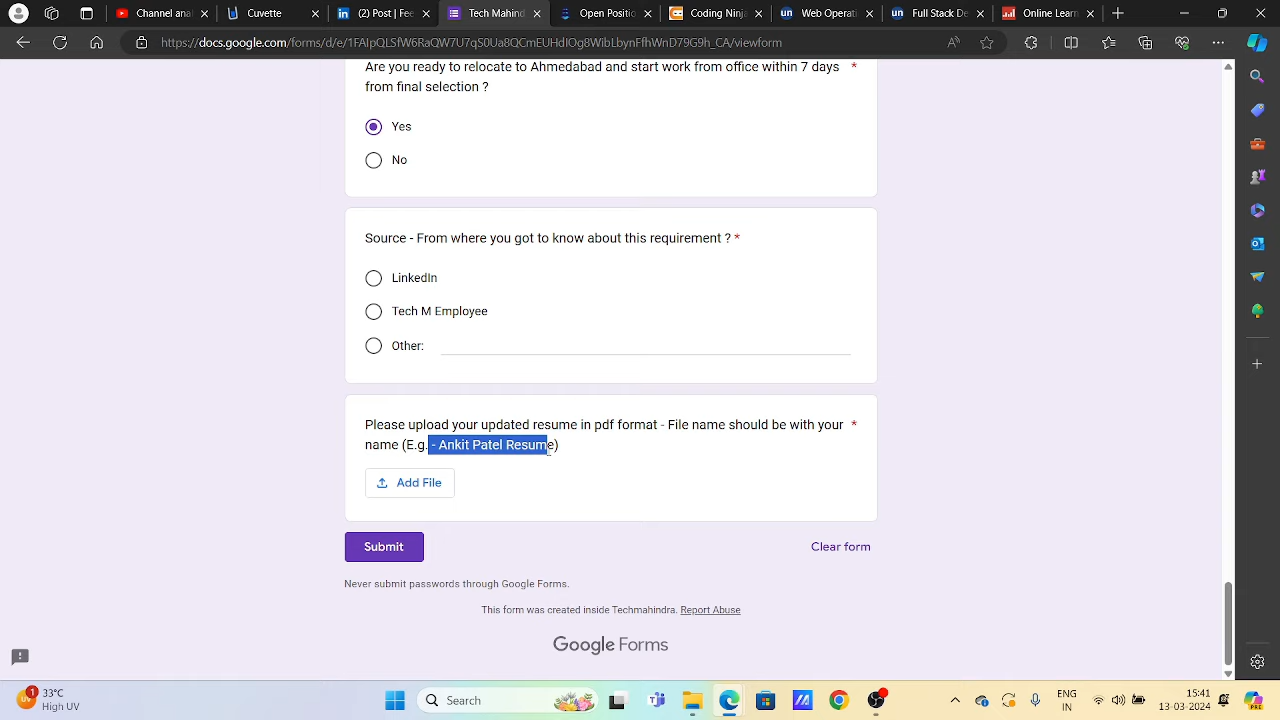 Channel ana
Cuvette
(2) Post | Fee
Tech Mahind
Open Positio
Coding Ninja
Web Operati
Full Stack De
Online Learn
https://docs.google.com/forms/d/e/1FAIpQLSfW6RaQW7U7qS0Ua8QCmEUHdIOg8WibLbynFfhWnD79G9h_CA/viewform
Are you ready to relocate to Ahmedabad and start work from office within 7 days *
from final selection ?
Yes
No
Source - From where you got to know about this requirement ? *
LinkedIn
Tech M Employee
Other:
Please upload your updated resume in pdf format - File name should be with your *
name (E.g. - Ankit Patel Resume)
Add File
Submit
Clear form
Never submit passwords through Google Forms.
This form was created inside Techmahindra. Report Abuse
Google Forms
33°C
High UV
Search
ENG
IN
15:41
13-03-2024